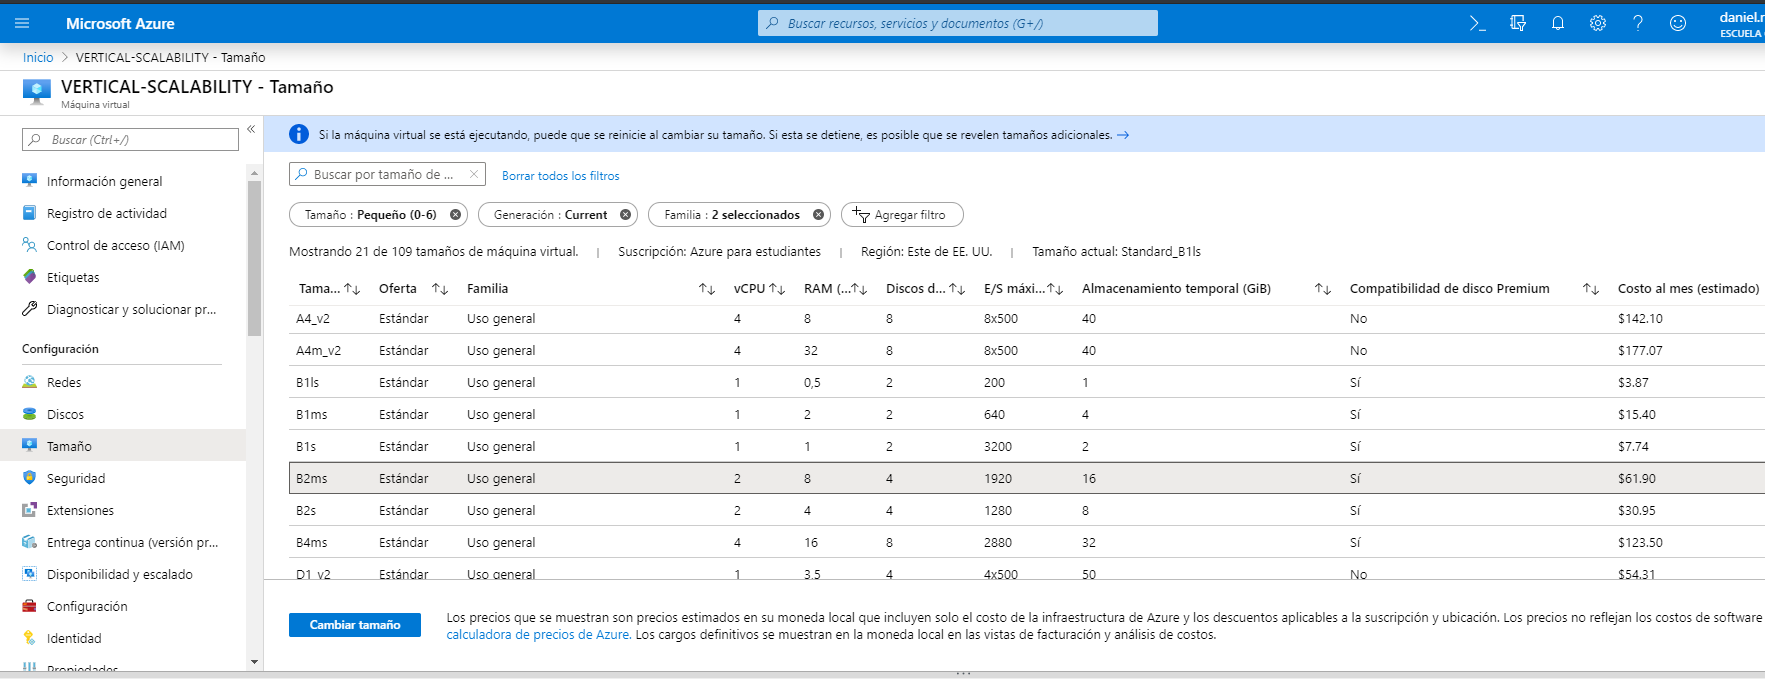 Microsoft Azure
Buscar recursos, servicios y documentos (G+/)
daniel.r
ESCUELA
Inicio > VERTICAL-SCALABILITY - Tamaño
VERTICAL-SCALABILITY - Tamaño
Máquina virtual
Buscar (Ctrl+/)
«
Información general
Registro de actividad
Control de acceso (IAM)
Etiquetas
Diagnosticar y solucionar pr...
Configuración
Redes
Discos
Tamaño
Seguridad
Extensiones
Entrega continua (versión pr...
Disponibilidad y escalado
Configuración
Identidad
Propiedades
Si la máquina virtual se está ejecutando, puede que se reinicie al cambiar su tamaño. Si esta se detiene, es posible que se revelen tamaños adicionales. →
Buscar por tamaño de ... Borrar todos los filtros
Tamaño : Pequeño (0-6) Generación : Current Familia : 2 seleccionados Agregar filtro
Mostrando 21 de 109 tamaños de máquina virtual. | Suscripción: Azure para estudiantes | Región: Este de EE. UU. | Tamaño actual: Standard_B1ls
Tama... ↑↓ Oferta ↑↓ Familia ↑↓ vCPU ↑↓ RAM (...↑↓ Discos d... ↑↓ E/S máxi...↑↓ Almacenamiento temporal (GiB) ↑↓ Compatibilidad de disco Premium ↑↓ Costo al mes (estimado)
A4_v2 Estándar Uso general 4 8 8 8x500 40 No $142.10
A4m_v2 Estándar Uso general 4 32 8 8x500 40 No $177.07
B1ls Estándar Uso general 1 0,5 2 200 1 Sí $3.87
B1ms Estándar Uso general 1 2 2 640 4 Sí $15.40
B1s Estándar Uso general 1 1 2 3200 2 Sí $7.74
B2ms Estándar Uso general 2 8 4 1920 16 Sí $61.90
B2s Estándar Uso general 2 4 4 1280 8 Sí $30.95
B4ms Estándar Uso general 4 16 8 2880 32 Sí $123.50
D1_v2 Estándar Uso general 1 3.5 4 4x500 50 No $54.31
Cambiar tamaño
Los precios que se muestran son precios estimados en su moneda local que incluyen solo el costo de la infraestructura de Azure y los descuentos aplicables a la suscripción y ubicación. Los precios no reflejan los costos de software
calculadora de precios de Azure. Los cargos definitivos se muestran en la moneda local en las vistas de facturación y análisis de costos.